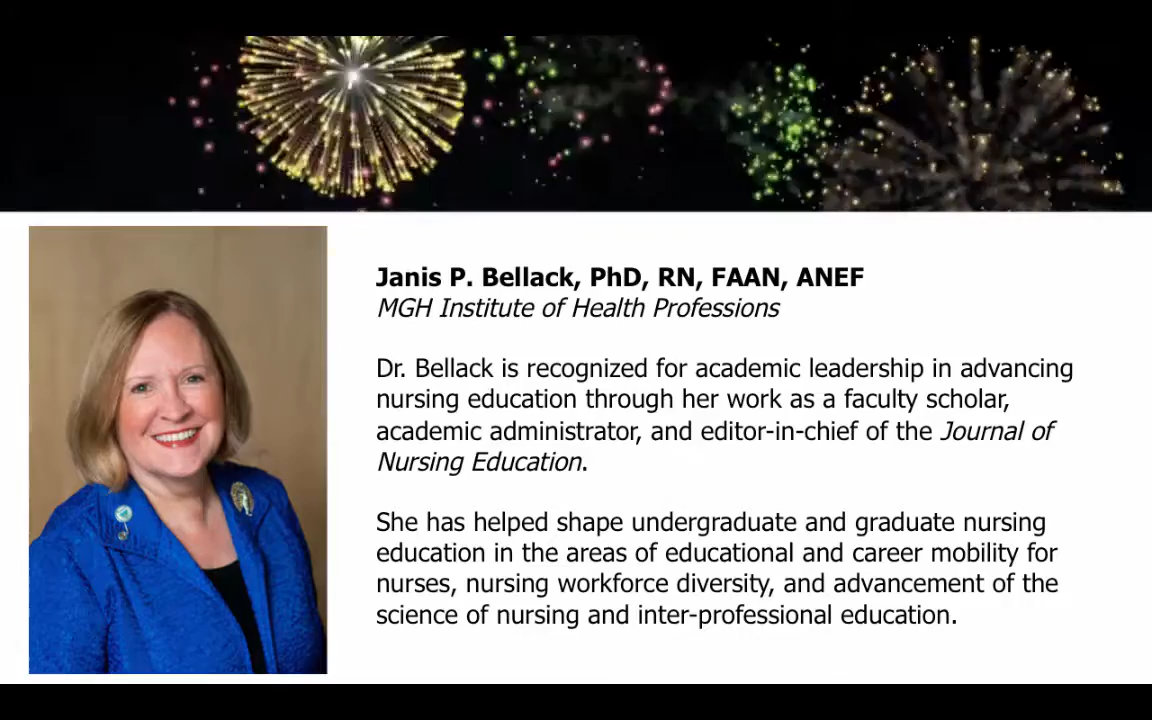 Janis P. Bellack, PhD, RN, FAAN, ANEF
MGH Institute of Health Professions
Dr. Bellack is recognized for academic leadership in advancing
nursing education through her work as a faculty scholar,
academic administrator, and editor-in-chief of the Journal of
Nursing Education.
She has helped shape undergraduate and graduate nursing
education in the areas of educational and career mobility for
nurses, nursing workforce diversity, and advancement of the
science of nursing and inter-professional education.